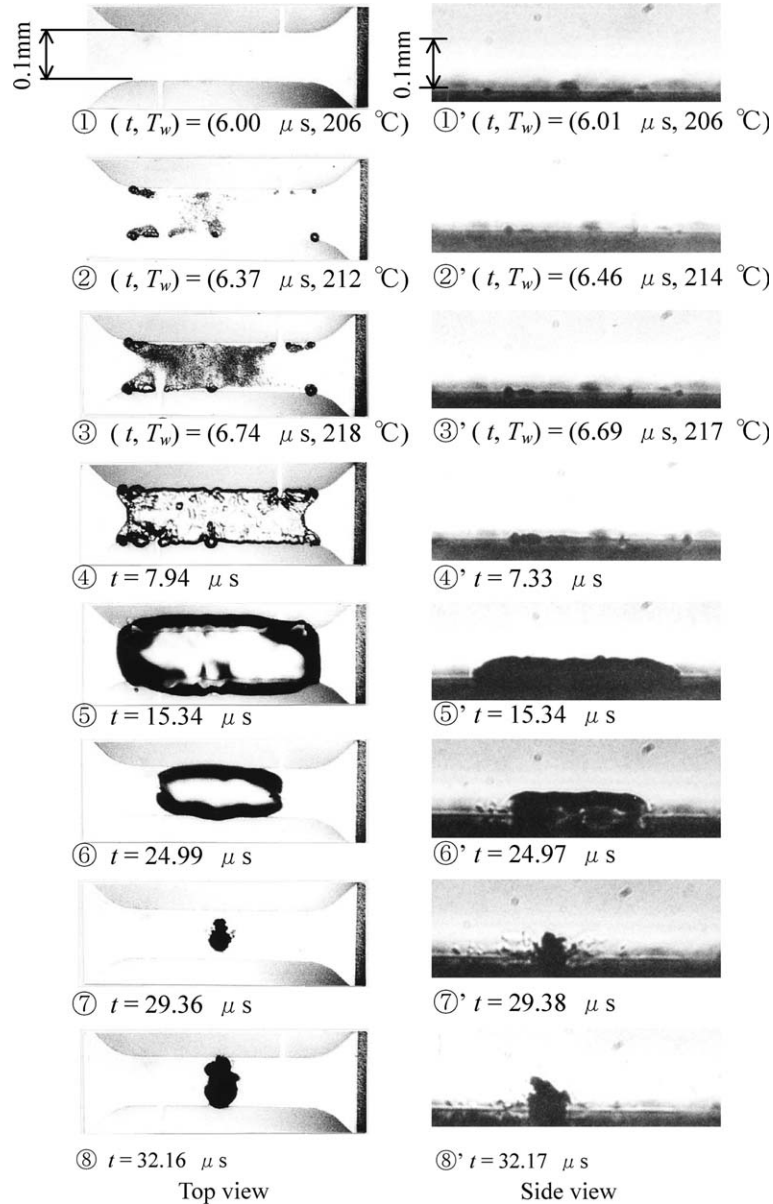 0.1mm
0.1mm
① (t, Tw) = (6.00 μs, 206 ℃)
①' (t, Tw) = (6.01 μs, 206 ℃)
② (t, Tw) = (6.37 μs, 212 ℃)
②' (t, Tw) = (6.46 μs, 214 ℃)
③ (t, Tw) = (6.74 μs, 218 ℃)
③' (t, Tw) = (6.69 μs, 217 ℃)
④ t = 7.94 μs
④' t = 7.33 μs
⑤ t = 15.34 μs
⑤' t = 15.34 μs
⑥ t = 24.99 μs
⑥' t = 24.97 μs
⑦ t = 29.36 μs
⑦' t = 29.38 μs
⑧ t = 32.16 μs
⑧' t = 32.17 μs
Top view
Side view